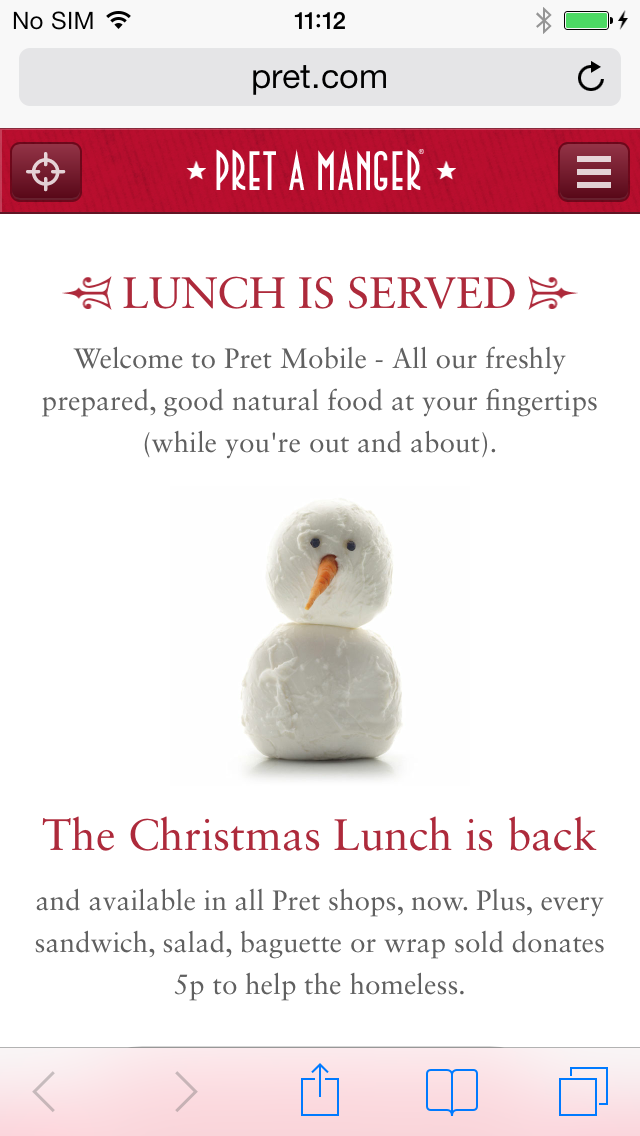 No SIM 11:12
pret.com
PRET A MANGER®
LUNCH IS SERVED
Welcome to Pret Mobile - All our freshly
prepared, good natural food at your fingertips
(while you're out and about).
The Christmas Lunch is back
and available in all Pret shops, now. Plus, every
sandwich, salad, baguette or wrap sold donates
5p to help the homeless.